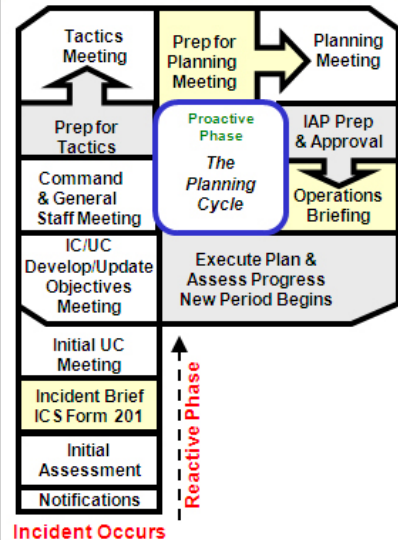 Tactics
Meeting
Prep for
Planning
Meeting
Planning
Meeting
Prep for
Tactics
Proactive
Phase
The
Planning
Cycle
IAP Prep
& Approval
Command
& General
Staff Meeting
Operations
Briefing
IC/UC
Develop/Update
Objectives
Meeting
Execute Plan &
Assess Progress
New Period Begins
Initial UC
Meeting
Incident Brief
ICS Form 201
Initial
Assessment
Notifications
Reactive Phase
Incident Occurs